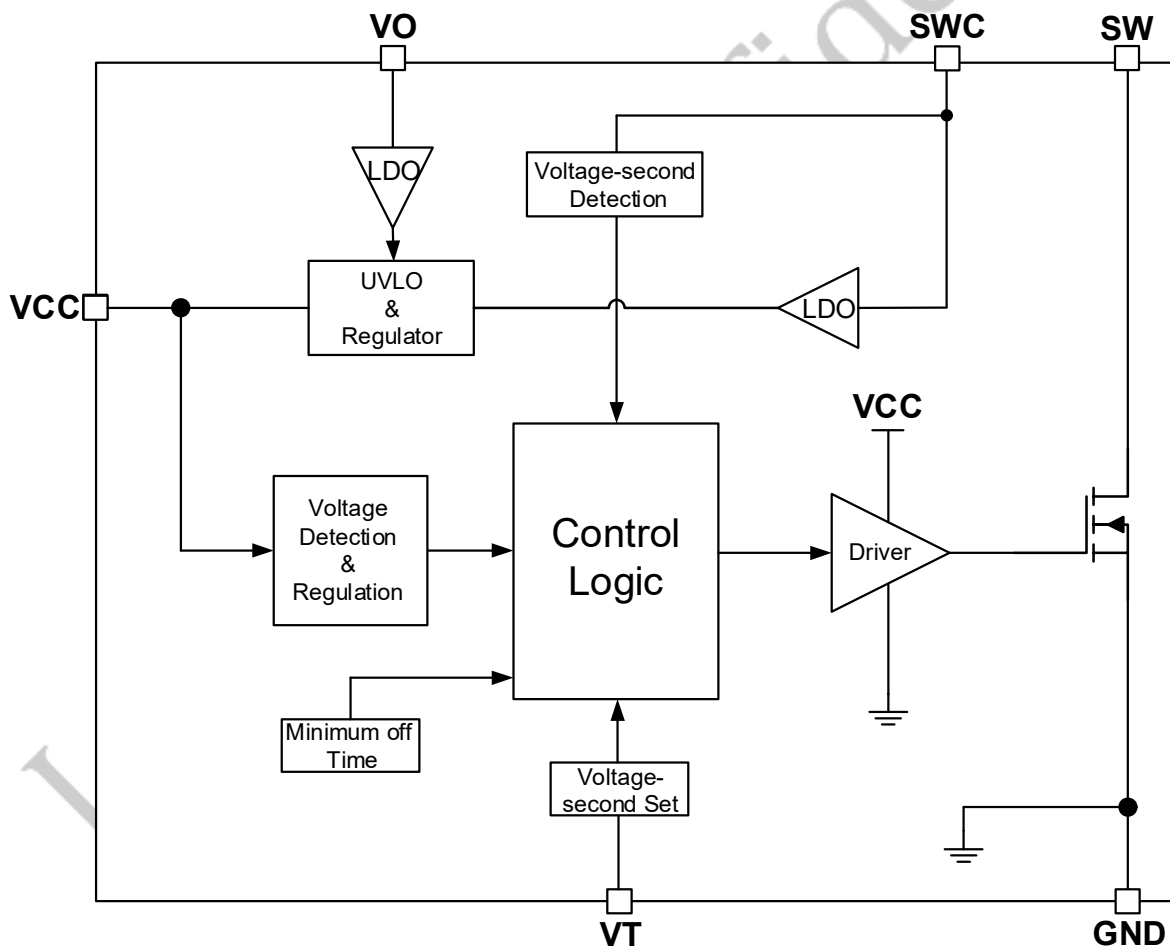 VO
SWC
SW
LDO
Voltage-second
Detection
VCC
UVLO
&
Regulator
LDO
VCC
Voltage
Detection
&
Regulation
Control
Logic
Driver
Minimum off
Time
Voltage-
second Set
VT
GND